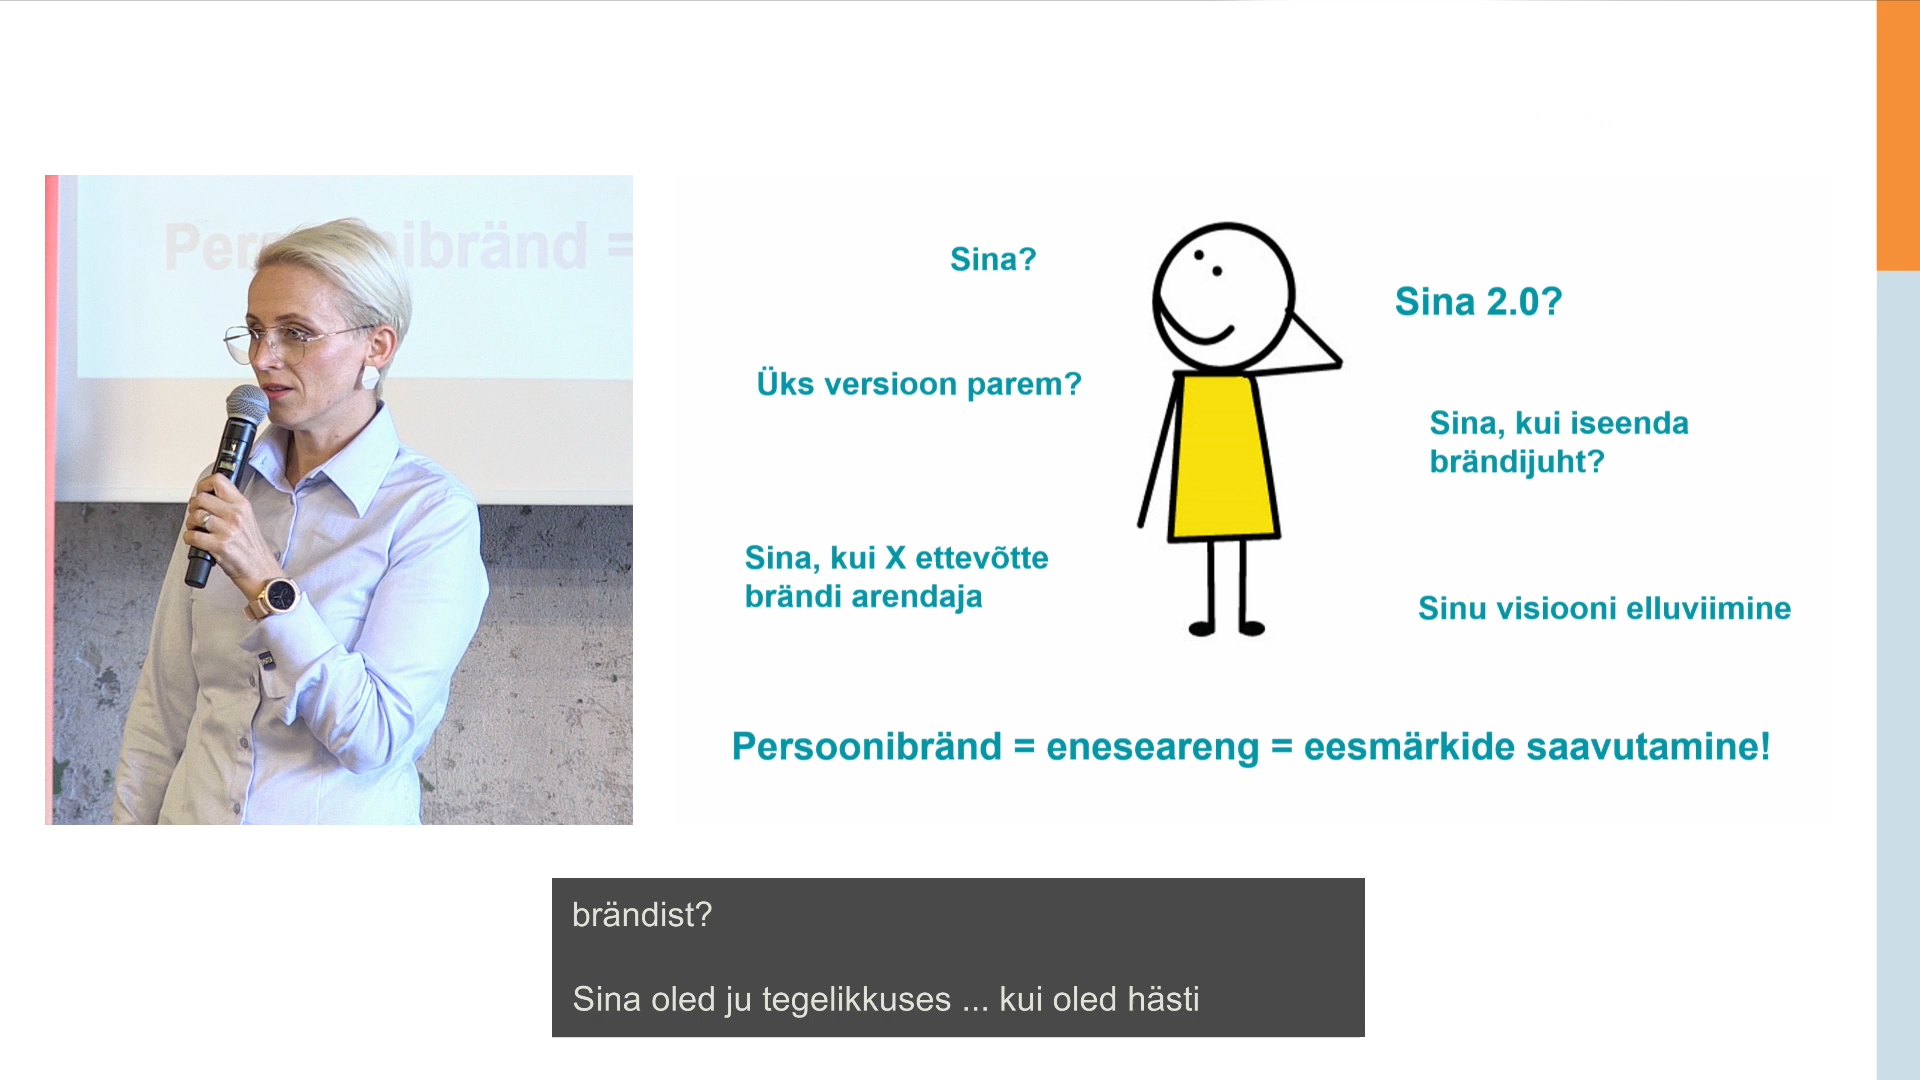 Persoonibränd =
Sina?
Sina 2.0?
Üks versioon parem?
Sina, kui iseenda
brändijuht?
Sina, kui X ettevõtte
brändi arendaja
Sinu visiooni elluviimine
Persoonibränd = eneseareng = eesmärkide saavutamine!
brändist?
Sina oled ju tegelikkuses ... kui oled hästi